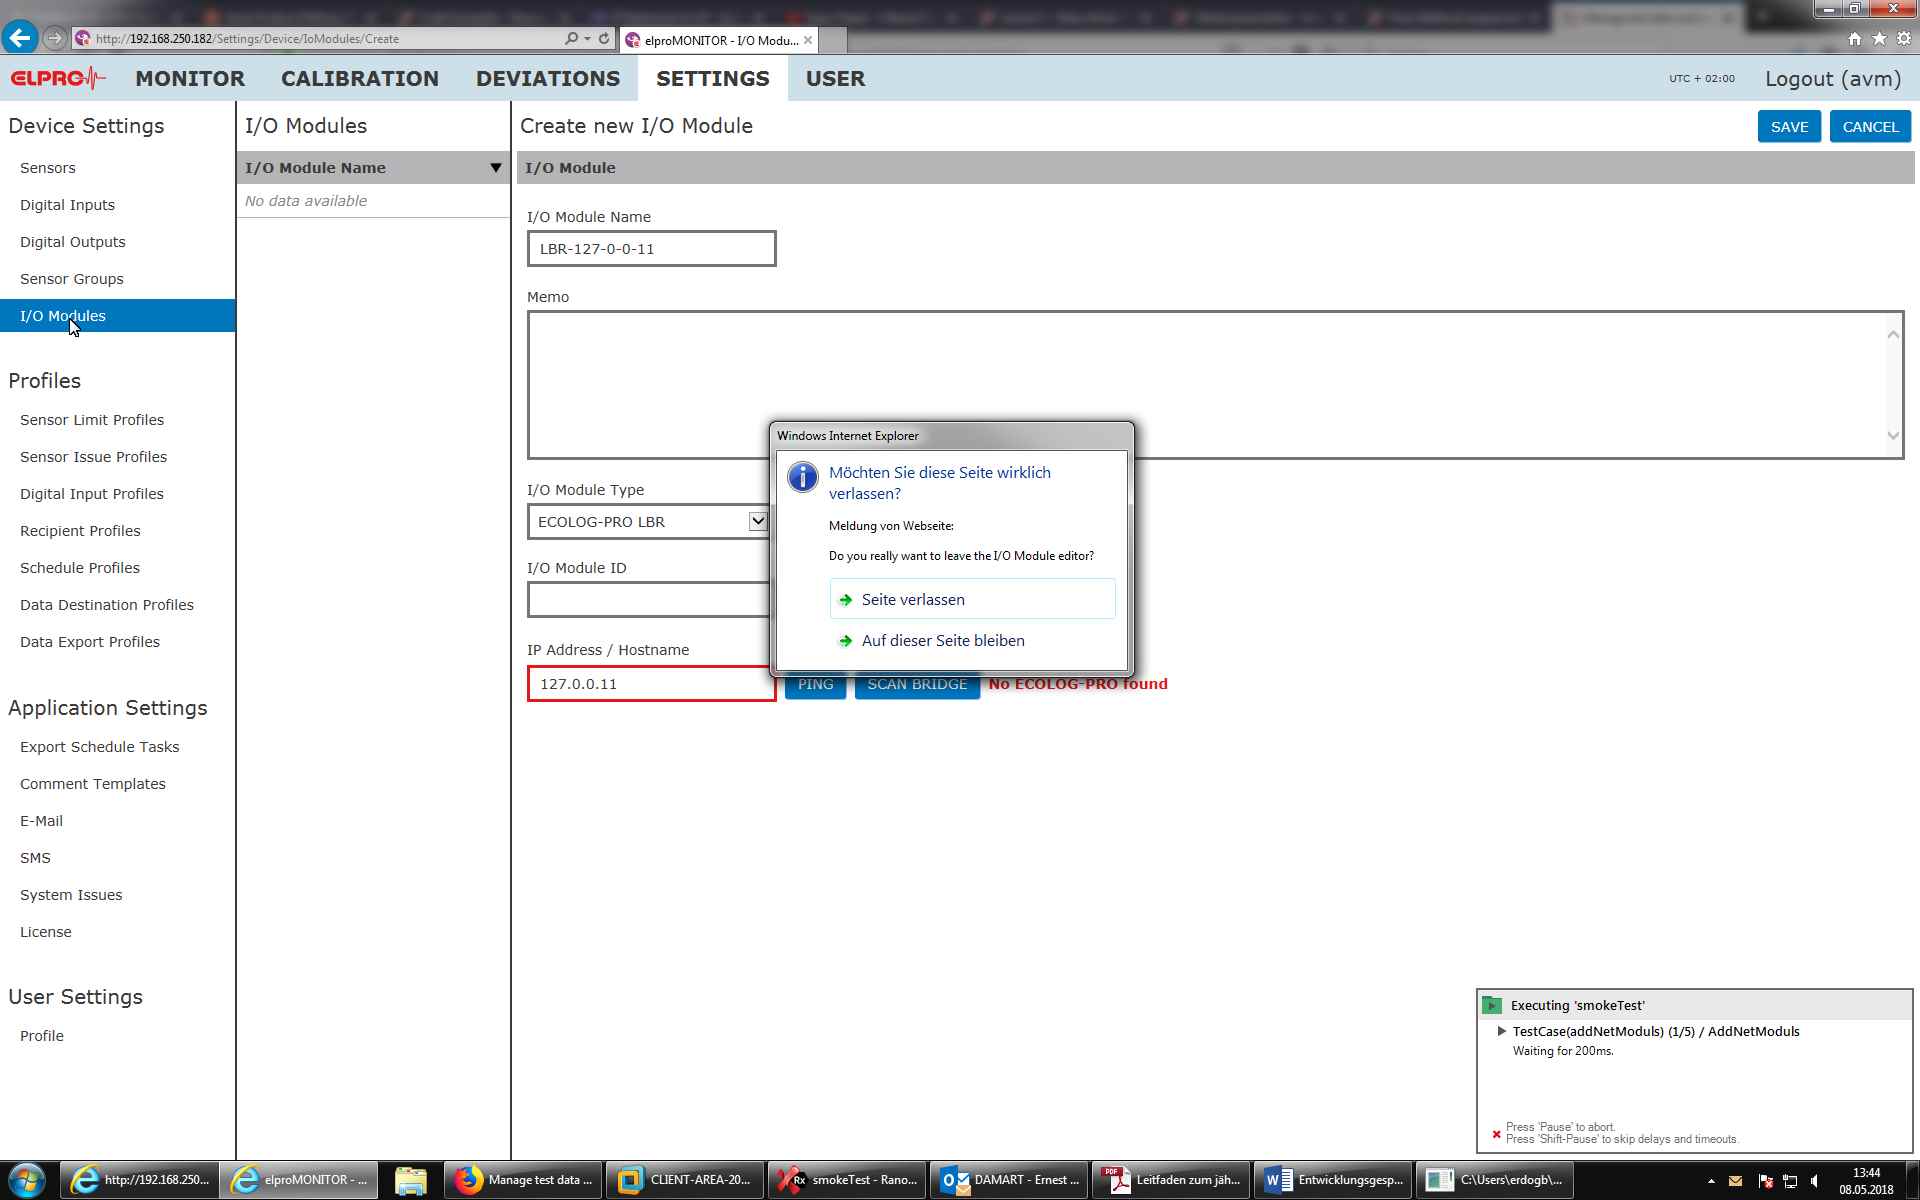 http://192.168.250.182/Settings/Device/IoModules/Create
elproMONITOR - I/O Modu...
ELPRO
MONITOR
CALIBRATION
DEVIATIONS
SETTINGS
USER
UTC + 02:00
Logout (avm)
Device Settings
Sensors
Digital Inputs
Digital Outputs
Sensor Groups
I/O Modules
Profiles
Sensor Limit Profiles
Sensor Issue Profiles
Digital Input Profiles
Recipient Profiles
Schedule Profiles
Data Destination Profiles
Data Export Profiles
Application Settings
Export Schedule Tasks
Comment Templates
E-Mail
SMS
System Issues
License
User Settings
Profile
I/O Modules
I/O Module Name
No data available
Create new I/O Module
SAVE
CANCEL
I/O Module
I/O Module Name
LBR-127-0-0-11
Memo
I/O Module Type
ECOLOG-PRO LBR
I/O Module ID
IP Address / Hostname
127.0.0.11
PING
SCAN BRIDGE
No ECOLOG-PRO found
Windows Internet Explorer
Möchten Sie diese Seite wirklich
verlassen?
Meldung von Webseite:
Do you really want to leave the I/O Module editor?
Seite verlassen
Auf dieser Seite bleiben
Executing 'smokeTest'
TestCase(addNetModuls) (1/5) / AddNetModuls
Waiting for 200ms.
Press 'Pause' to abort.
Press 'Shift-Pause' to skip delays and timeouts.
http://192.168.250...
elproMONITOR - ...
Manage test data ...
CLIENT-AREA-20...
Rx
smokeTest - Rano...
DAMART - Ernest ...
PDF
Leitfaden zum jäh...
Entwicklungsgesp...
C:\Users\erdogb\...
13:44
08.05.2018